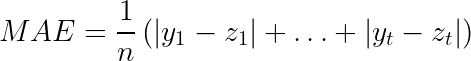 $MAE = \frac{1}{n} \left( |y_1 - z_1| + \ldots + |y_t - z_t| \right)$